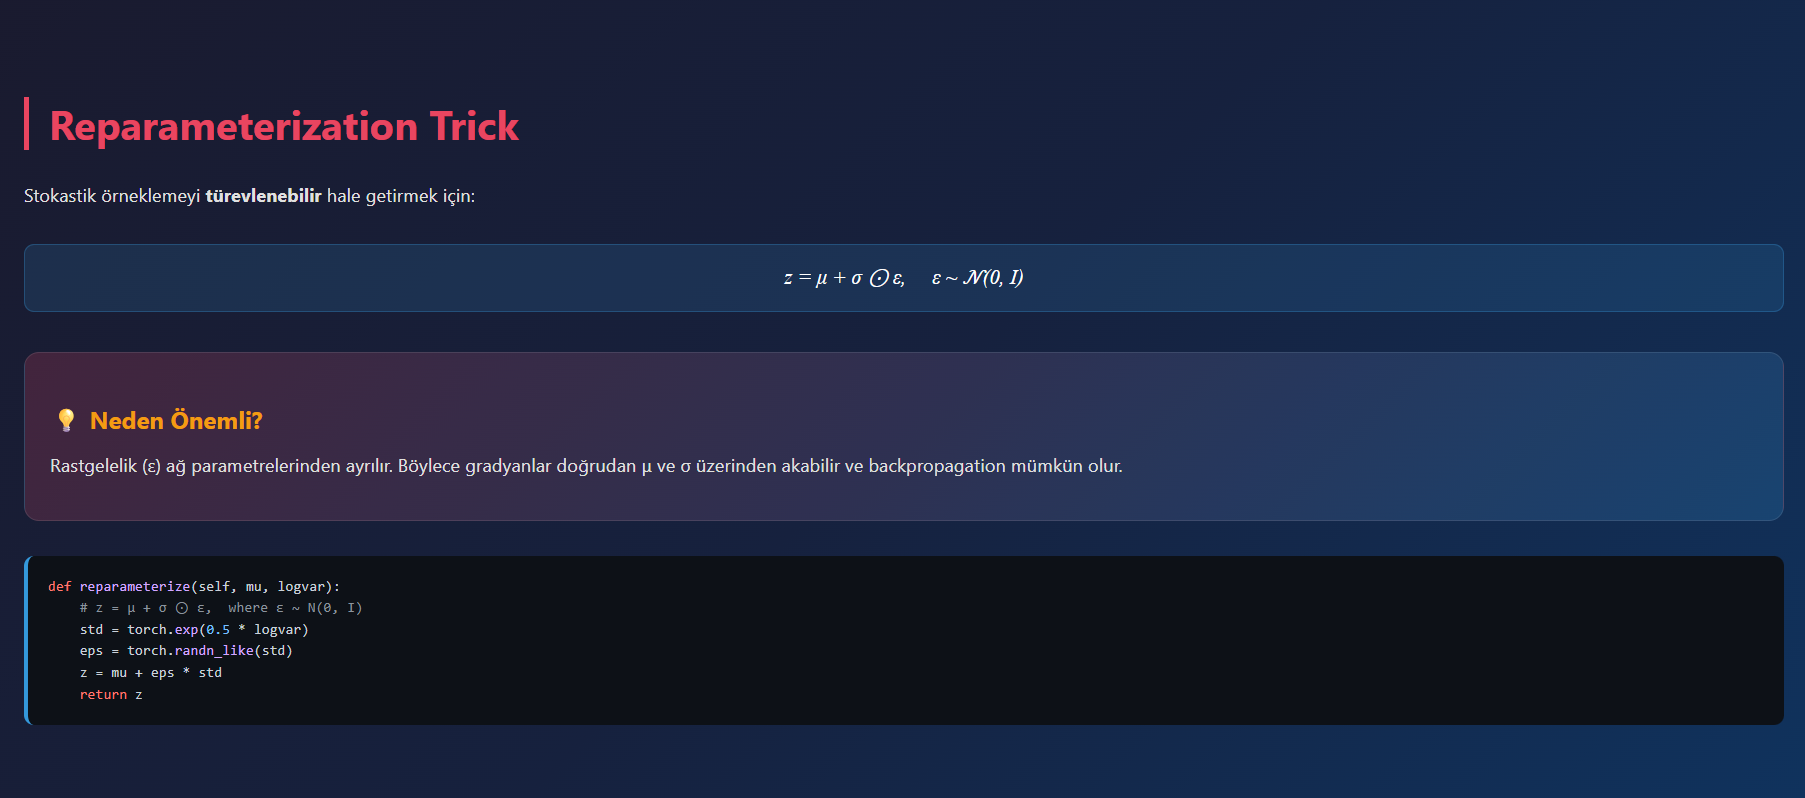 Reparameterization Trick
Stokastik örneklemeyi türevlenebilir hale getirmek için:
z = μ + σ ⊙ ε, ε ~ 𝒩(0, I)
💡 Neden Önemli?
Rastgelelik (ε) ağ parametrelerinden ayrılır. Böylece gradyanlar doğrudan μ ve σ üzerinden akabilir ve backpropagation mümkün olur.
def reparameterize(self, mu, logvar):
    # z = μ + σ ⊙ ε,  where ε ~ N(0, I)
    std = torch.exp(0.5 * logvar)
    eps = torch.randn_like(std)
    z = mu + eps * std
    return z